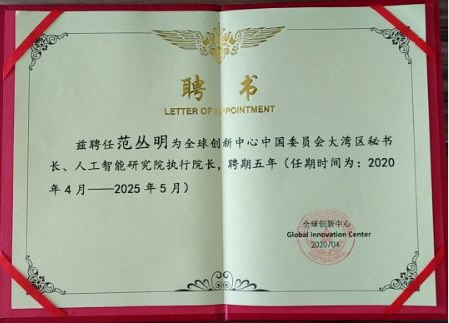 聘书
LETTER OF APPOINTMENT
兹聘任范丛明为全球创新中心中国委员会大湾区秘书
长、人工智能研究院执行院长，聘期五年（任期时间为：2020
年4月——2025年5月）
全球创新中心
Global Innovation Center
2020/04